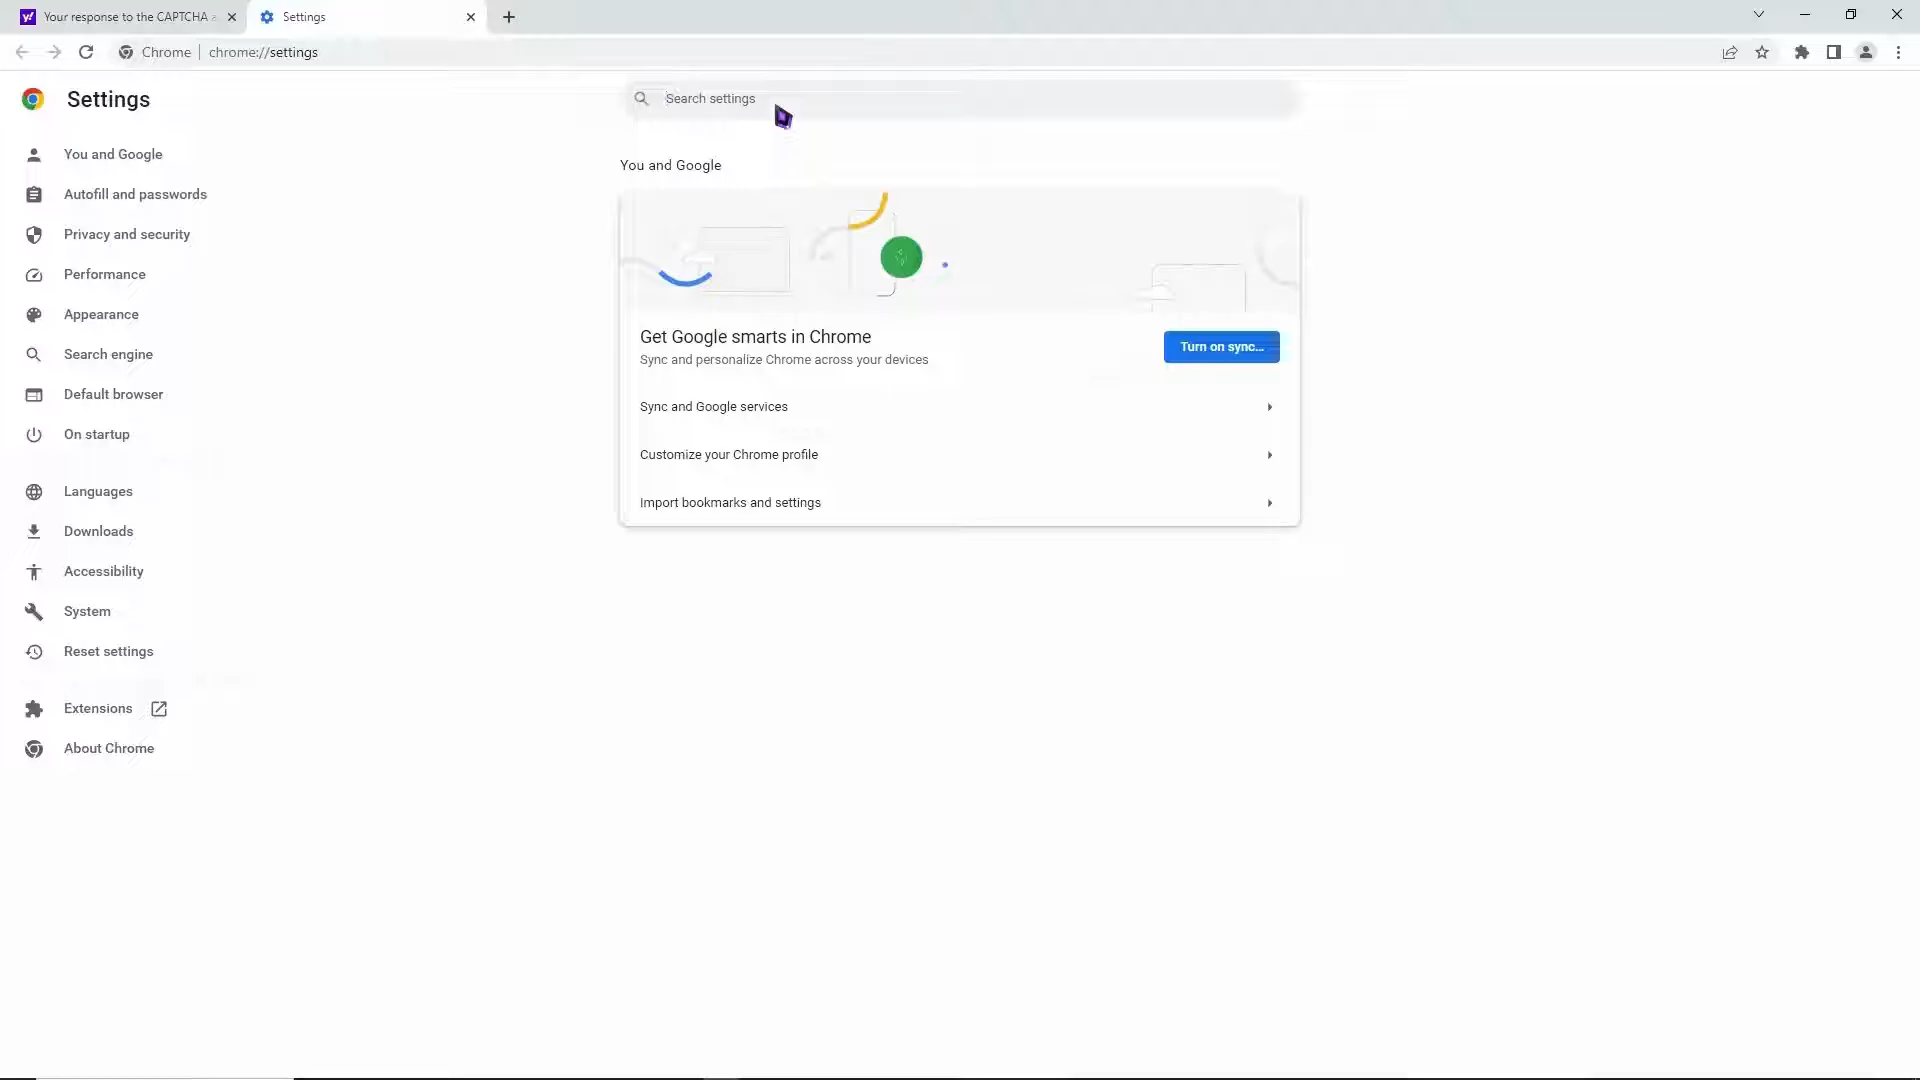 Your response to the CAPTCHA
Settings
Chrome
chrome://settings
Settings
Search settings
You and Google
Autofill and passwords
Privacy and security
Performance
Appearance
Search engine
Default browser
On startup
Languages
Downloads
Accessibility
System
Reset settings
Extensions
About Chrome
You and Google
Get Google smarts in Chrome
Sync and personalize Chrome across your devices
Turn on sync...
Sync and Google services
Customize your Chrome profile
Import bookmarks and settings